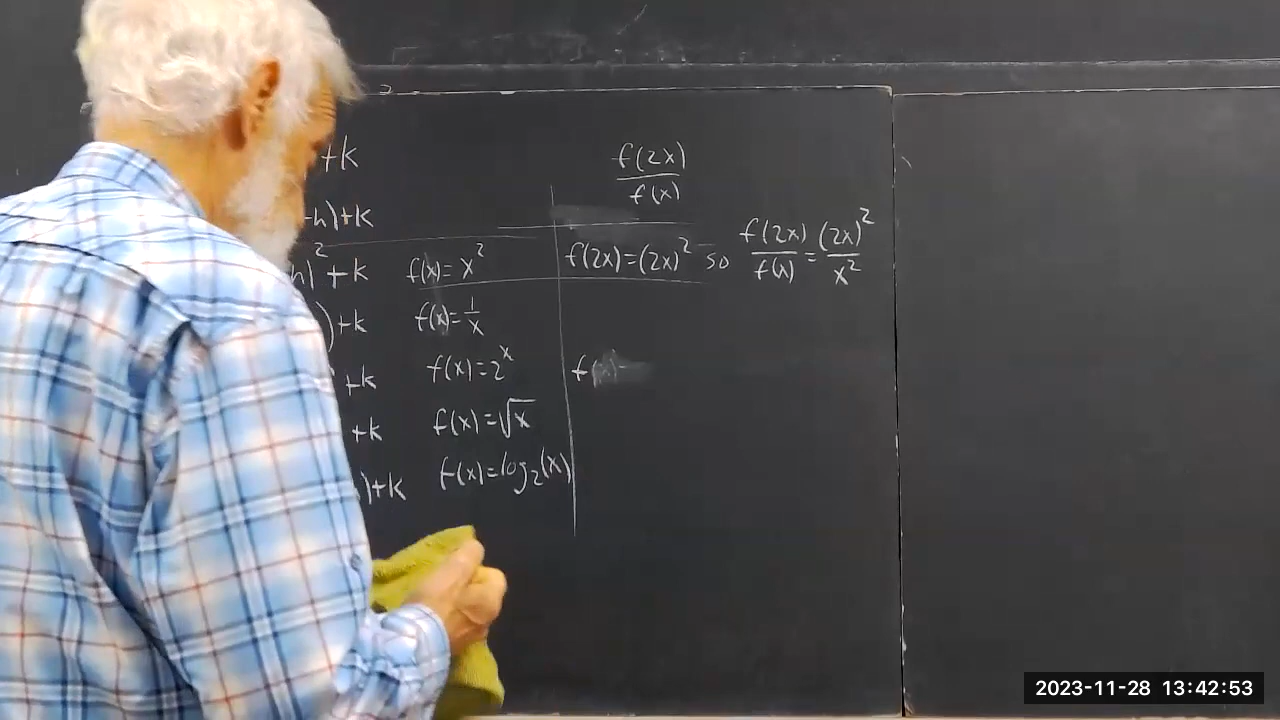 +k
f(2x)
f(x)
-h)+k
h)²+k f(x)=x² f(2x)=(2x)² so f(2x)/f(x)=(2x)²/x²
)+k f(x)=1/x
+k f(x)=2ˣ f(x)=
+k f(x)=√x
)+k f(x)=log₂(x)
2023-11-28 13:42:53